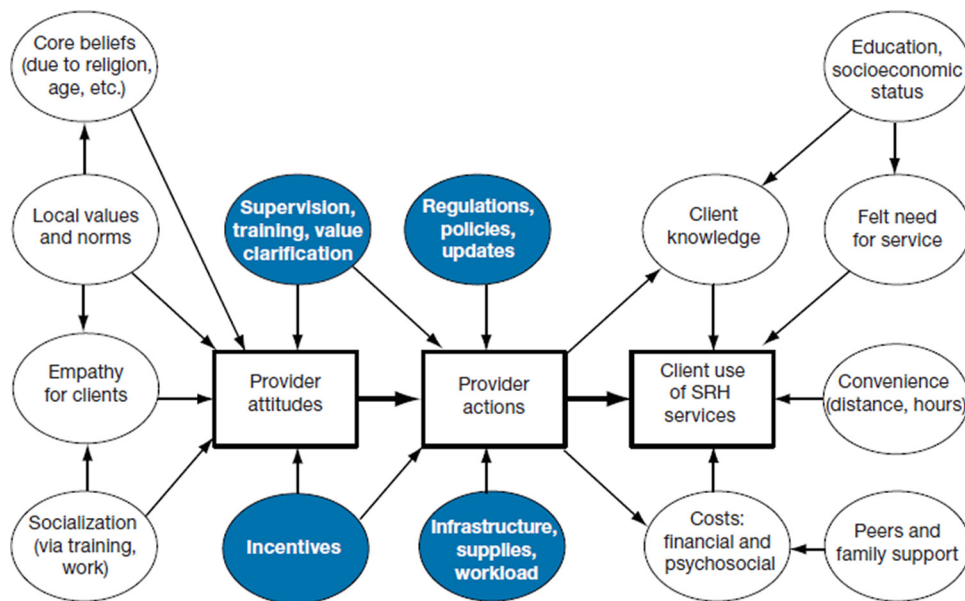 Core beliefs
(due to religion,
age, etc.)
Education,
socioeconomic
status
Local values
and norms
Supervision,
training, value
clarification
Regulations,
policies,
updates
Client
knowledge
Felt need
for service
Empathy
for clients
Provider
attitudes
Provider
actions
Client use
of SRH
services
Convenience
(distance, hours)
Socialization
(via training,
work)
Incentives
Infrastructure,
supplies,
workload
Costs:
financial and
psychosocial
Peers and
family support